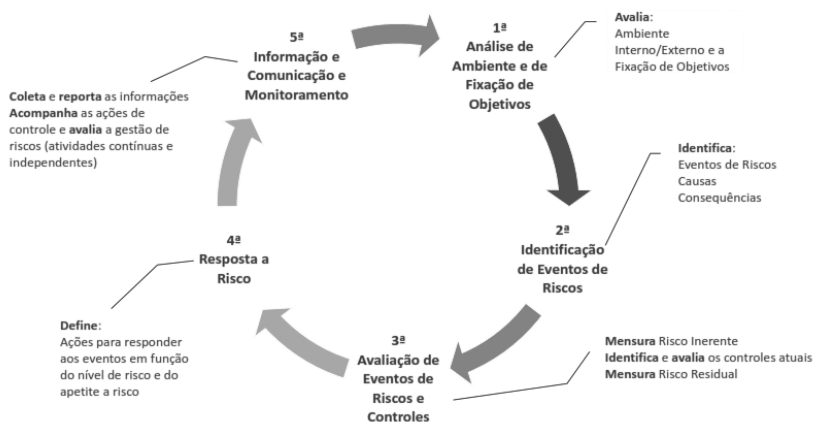 1ª
Análise de
Ambiente e de
Fixação de
Objetivos
Avalia:
Ambiente
Interno/Externo e a
Fixação de Objetivos
2ª
Identificação
de Eventos de
Riscos
Identifica:
Eventos de Riscos
Causas
Consequências
3ª
Avaliação de
Eventos de
Riscos e
Controles
Mensura Risco Inerente
Identifica e avalia os controles atuais
Mensura Risco Residual
4ª
Resposta a
Risco
Define:
Ações para responder
aos eventos em função
do nível de risco e do
apetite a risco
5ª
Informação e
Comunicação e
Monitoramento
Coleta e reporta as informações
Acompanha as ações de
controle e avalia a gestão de
riscos (atividades contínuas e
independentes)